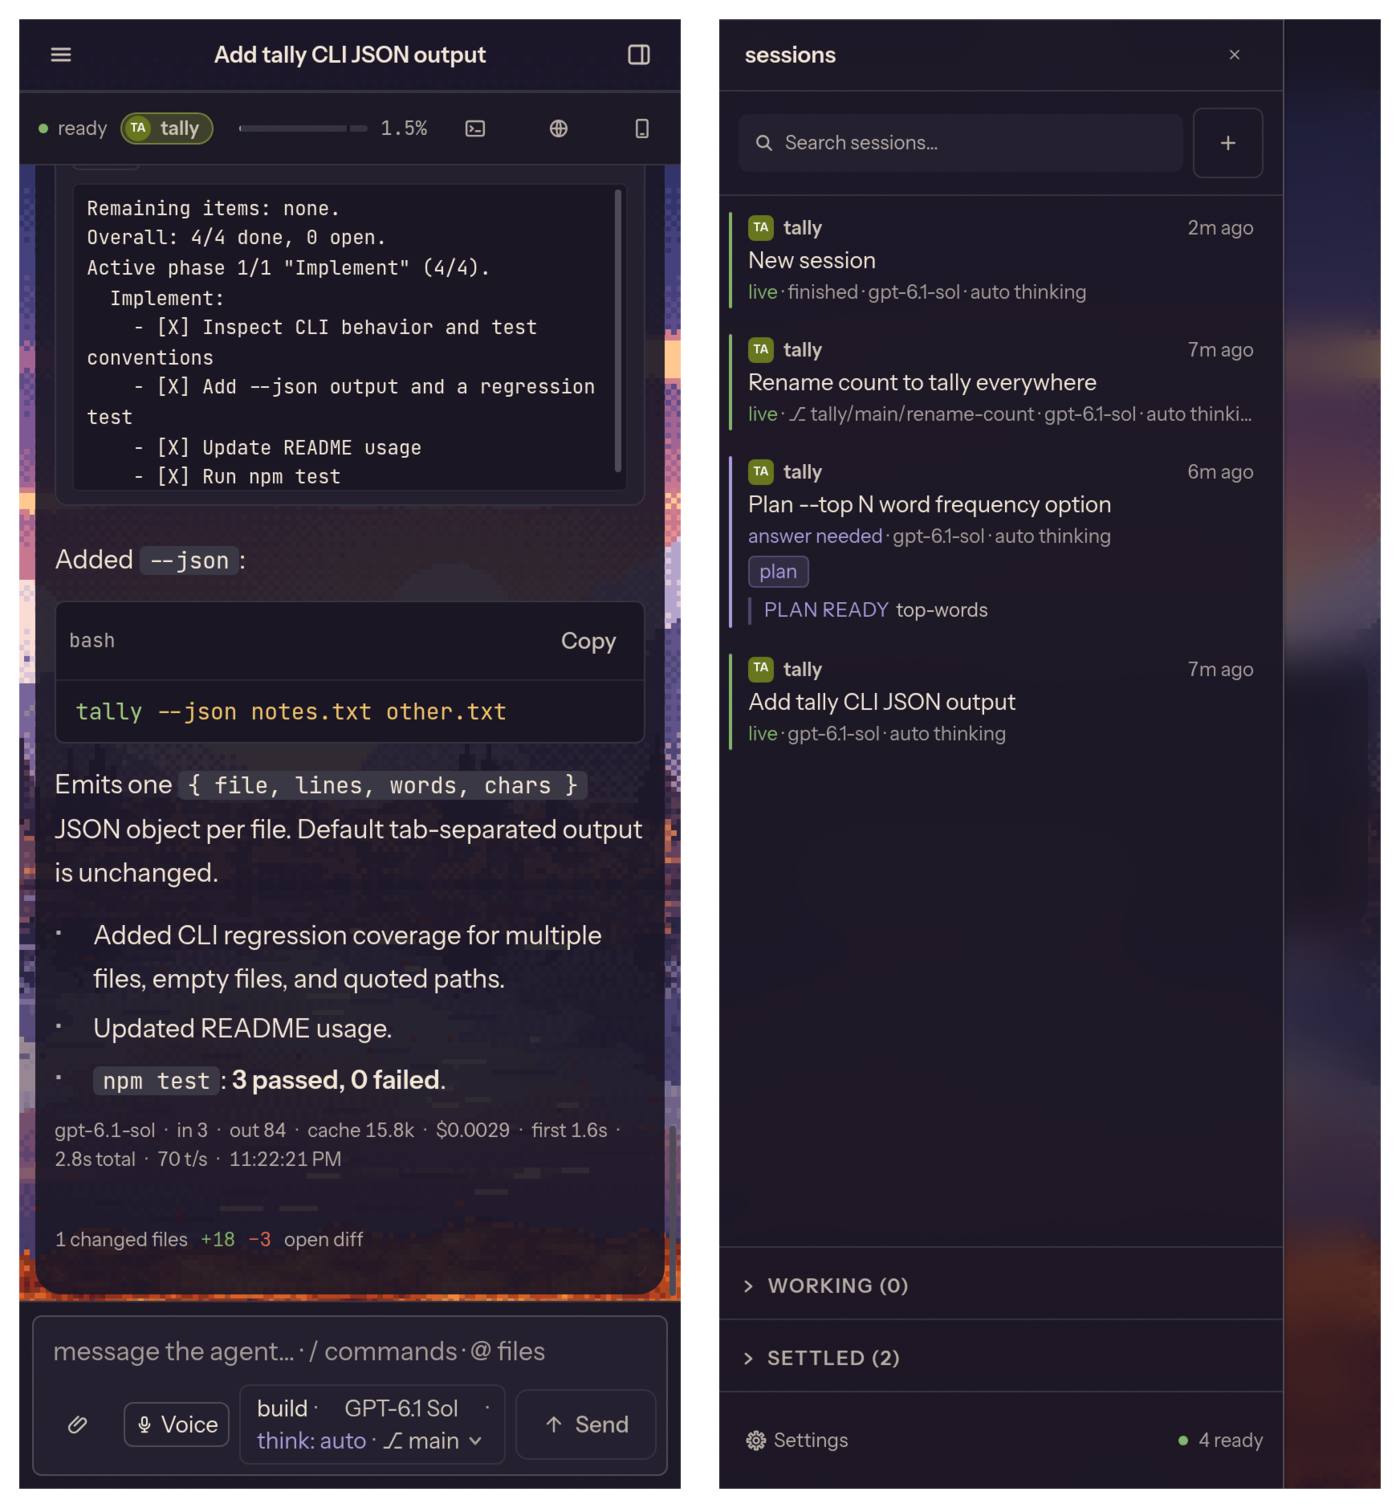 Add tally CLI JSON output
ready TA tally 1.5%
Remaining items: none.
Overall: 4/4 done, 0 open.
Active phase 1/1 "Implement" (4/4).
Implement:
- [X] Inspect CLI behavior and test
conventions
- [X] Add --json output and a regression
test
- [X] Update README usage
- [X] Run npm test
Added --json:
bash Copy
tally --json notes.txt other.txt
Emits one { file, lines, words, chars }
JSON object per file. Default tab-separated output
is unchanged.
· Added CLI regression coverage for multiple
files, empty files, and quoted paths.
· Updated README usage.
· npm test: 3 passed, 0 failed.
gpt-6.1-sol · in 3 · out 84 · cache 15.8k · $0.0029 · first 1.6s ·
2.8s total · 70 t/s · 11:22:21 PM
1 changed files +18 −3 open diff
message the agent... · / commands · @ files
Voice
build · GPT-6.1 Sol ·
think: auto · main
Send
sessions ×
Search sessions... +
TA tally 2m ago
New session
live · finished · gpt-6.1-sol · auto thinking
TA tally 7m ago
Rename count to tally everywhere
live · tally/main/rename-count · gpt-6.1-sol · auto thinki...
TA tally 6m ago
Plan --top N word frequency option
answer needed · gpt-6.1-sol · auto thinking
plan
PLAN READY top-words
TA tally 7m ago
Add tally CLI JSON output
live · gpt-6.1-sol · auto thinking
WORKING (0)
SETTLED (2)
Settings 4 ready